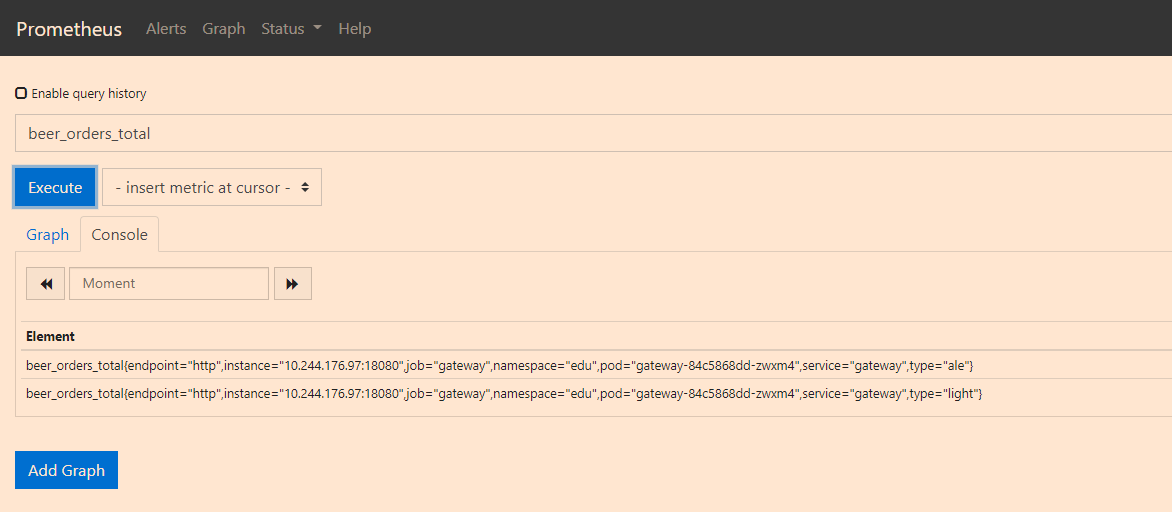 Prometheus Alerts Graph Status Help
Enable query history
beer_orders_total
Execute - insert metric at cursor -
Graph Console
Moment
Element
beer_orders_total{endpoint="http",instance="10.244.176.97:18080",job="gateway",namespace="edu",pod="gateway-84c5868dd-zwxm4",service="gateway",type="ale"}
beer_orders_total{endpoint="http",instance="10.244.176.97:18080",job="gateway",namespace="edu",pod="gateway-84c5868dd-zwxm4",service="gateway",type="light"}
Add Graph